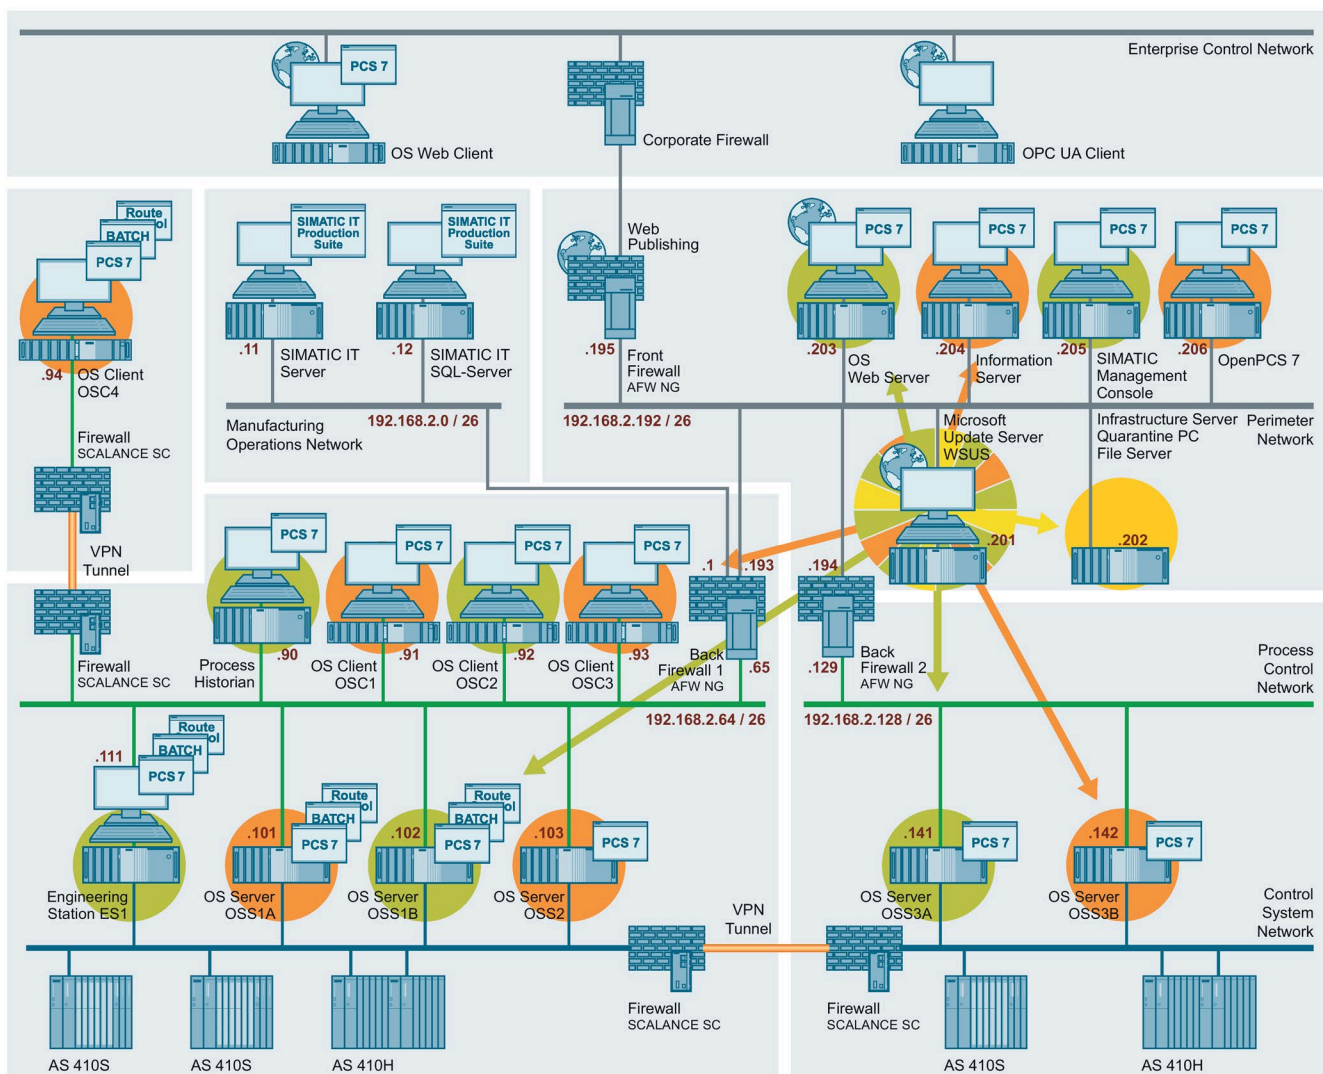 Enterprise Control Network
PCS 7
OS Web Client
Corporate Firewall
OPC UA Client
Route
BATCH
PCS 7
.94
OS Client
OSC4
Firewall
SCALANCE SC
VPN
Tunnel
Firewall
SCALANCE SC
SIMATIC IT
Production
Suite
SIMATIC IT
Production
Suite
.11
SIMATIC IT
Server
.12
SIMATIC IT
SQL-Server
Manufacturing
Operations Network
192.168.2.0 / 26
Web
Publishing
.195
Front
Firewall
AFW NG
192.168.2.192 / 26
PCS 7
.203
OS
Web Server
PCS 7
.204
Information
Server
PCS 7
.205
SIMATIC
Management
Console
PCS 7
.206
OpenPCS 7
Microsoft
Update Server
WSUS
.201
Infrastructure Server
Quarantine PC
File Server
.202
Perimeter
Network
PCS 7
.90
Process
Historian
PCS 7
.91
OS Client
OSC1
PCS 7
.92
OS Client
OSC2
PCS 7
.93
OS Client
OSC3
.1
.193
Back
Firewall 1
AFW NG
.65
.194
.129
Back
Firewall 2
AFW NG
Process
Control
Network
192.168.2.64 / 26
192.168.2.128 / 26
.111
Route
BATCH
PCS 7
Engineering
Station ES1
.101
Route
BATCH
PCS 7
OS Server
OSS1A
.102
Route
BATCH
PCS 7
OS Server
OSS1B
.103
PCS 7
OS Server
OSS2
.141
PCS 7
OS Server
OSS3A
.142
PCS 7
OS Server
OSS3B
Control
System
Network
VPN
Tunnel
Firewall
SCALANCE SC
Firewall
SCALANCE SC
AS 410S
AS 410S
AS 410H
AS 410S
AS 410H